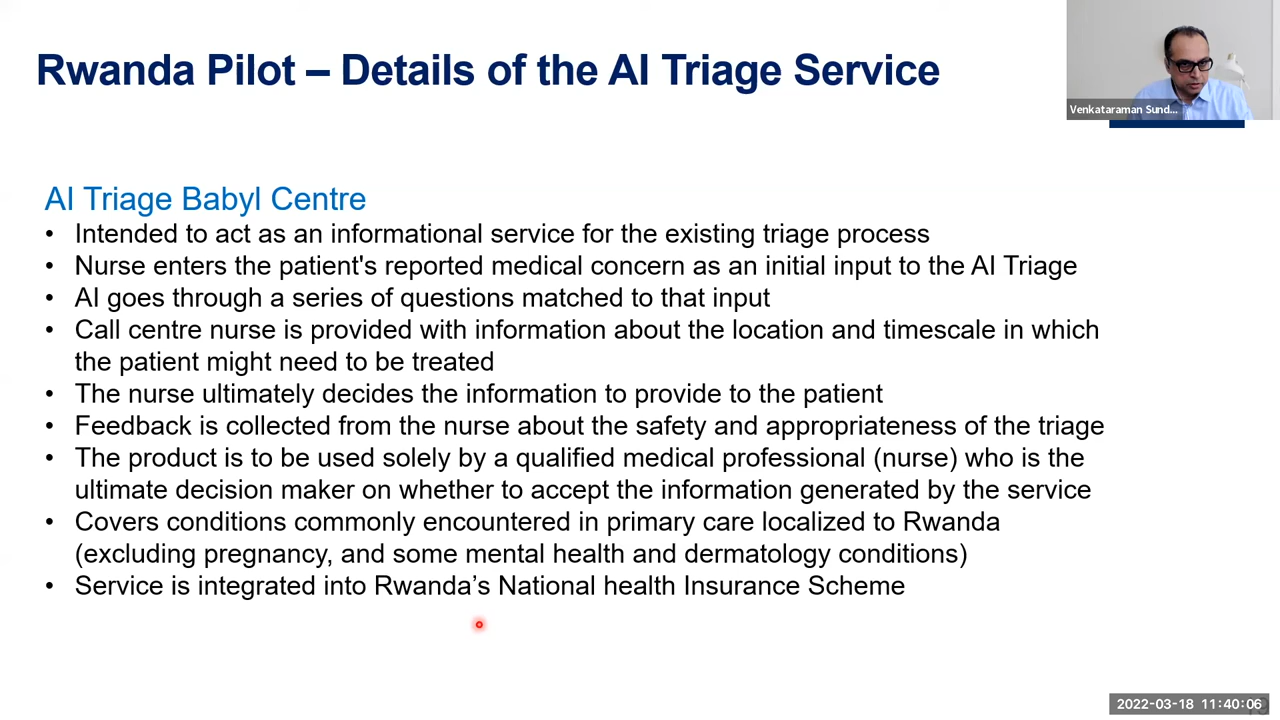 Rwanda Pilot – Details of the AI Triage Service
Venkataraman Sund...
AI Triage Babyl Centre
• Intended to act as an informational service for the existing triage process
• Nurse enters the patient's reported medical concern as an initial input to the AI Triage
• AI goes through a series of questions matched to that input
• Call centre nurse is provided with information about the location and timescale in which
the patient might need to be treated
• The nurse ultimately decides the information to provide to the patient
• Feedback is collected from the nurse about the safety and appropriateness of the triage
• The product is to be used solely by a qualified medical professional (nurse) who is the
ultimate decision maker on whether to accept the information generated by the service
• Covers conditions commonly encountered in primary care localized to Rwanda
(excluding pregnancy, and some mental health and dermatology conditions)
• Service is integrated into Rwanda’s National health Insurance Scheme
2022-03-18 11:40:06